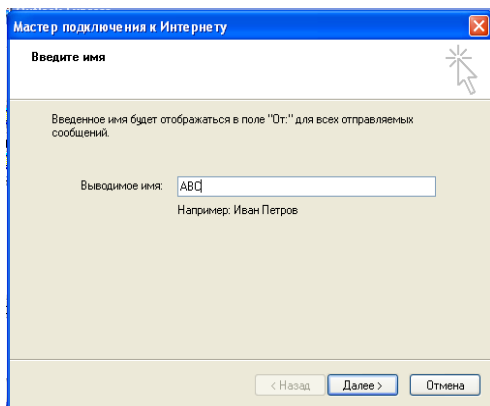 Мастер подключения к Интернету
Введите имя
Введенное имя будет отображаться в поле "От:" для всех отправляемых
сообщений.
Выводимое имя: ABC
Например: Иван Петров
< Назад Далее > Отмена